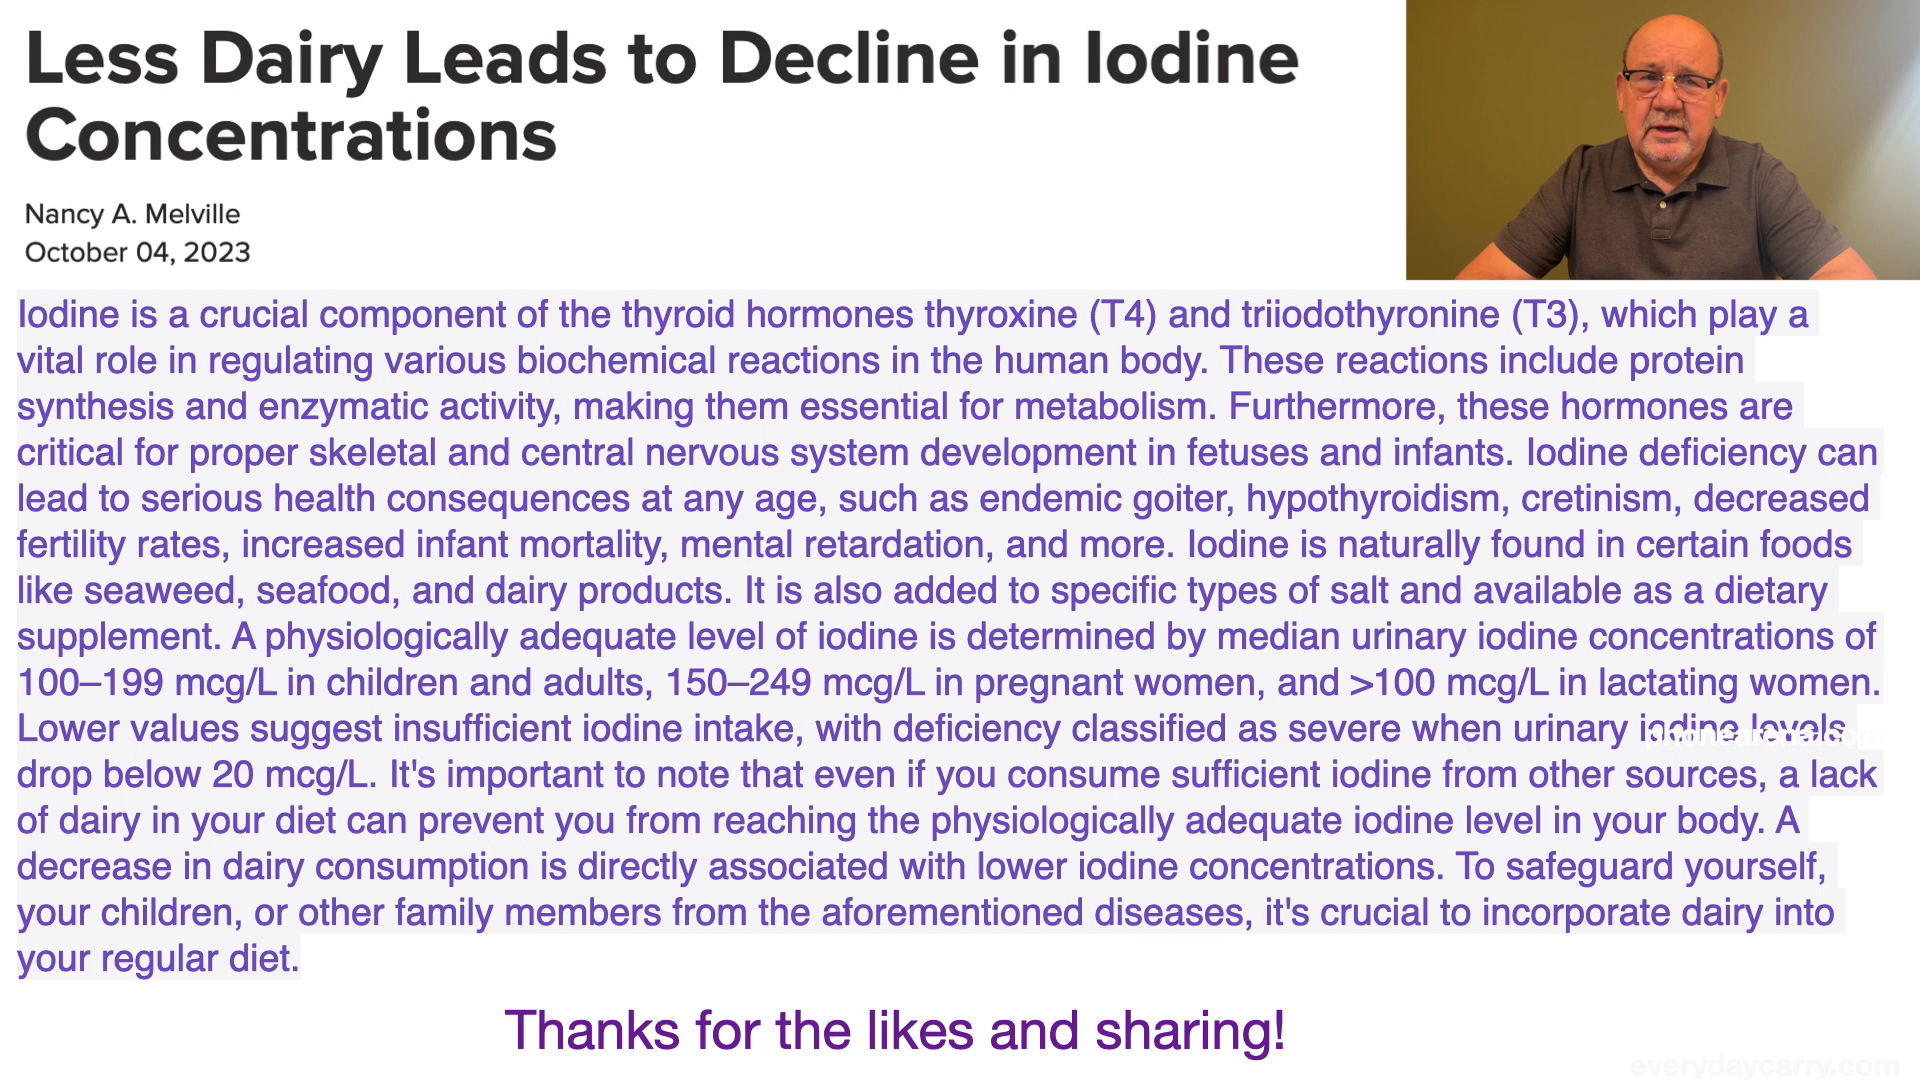 Less Dairy Leads to Decline in Iodine
Concentrations
Nancy A. Melville
October 04, 2023
Iodine is a crucial component of the thyroid hormones thyroxine (T4) and triiodothyronine (T3), which play a
vital role in regulating various biochemical reactions in the human body. These reactions include protein
synthesis and enzymatic activity, making them essential for metabolism. Furthermore, these hormones are
critical for proper skeletal and central nervous system development in fetuses and infants. Iodine deficiency can
lead to serious health consequences at any age, such as endemic goiter, hypothyroidism, cretinism, decreased
fertility rates, increased infant mortality, mental retardation, and more. Iodine is naturally found in certain foods
like seaweed, seafood, and dairy products. It is also added to specific types of salt and available as a dietary
supplement. A physiologically adequate level of iodine is determined by median urinary iodine concentrations of
100–199 mcg/L in children and adults, 150–249 mcg/L in pregnant women, and >100 mcg/L in lactating women.
Lower values suggest insufficient iodine intake, with deficiency classified as severe when urinary iodine levels
phonearena.com
drop below 20 mcg/L. It's important to note that even if you consume sufficient iodine from other sources, a lack
of dairy in your diet can prevent you from reaching the physiologically adequate iodine level in your body. A
decrease in dairy consumption is directly associated with lower iodine concentrations. To safeguard yourself,
your children, or other family members from the aforementioned diseases, it's crucial to incorporate dairy into
your regular diet.
Thanks for the likes and sharing!
everydaycarry.com